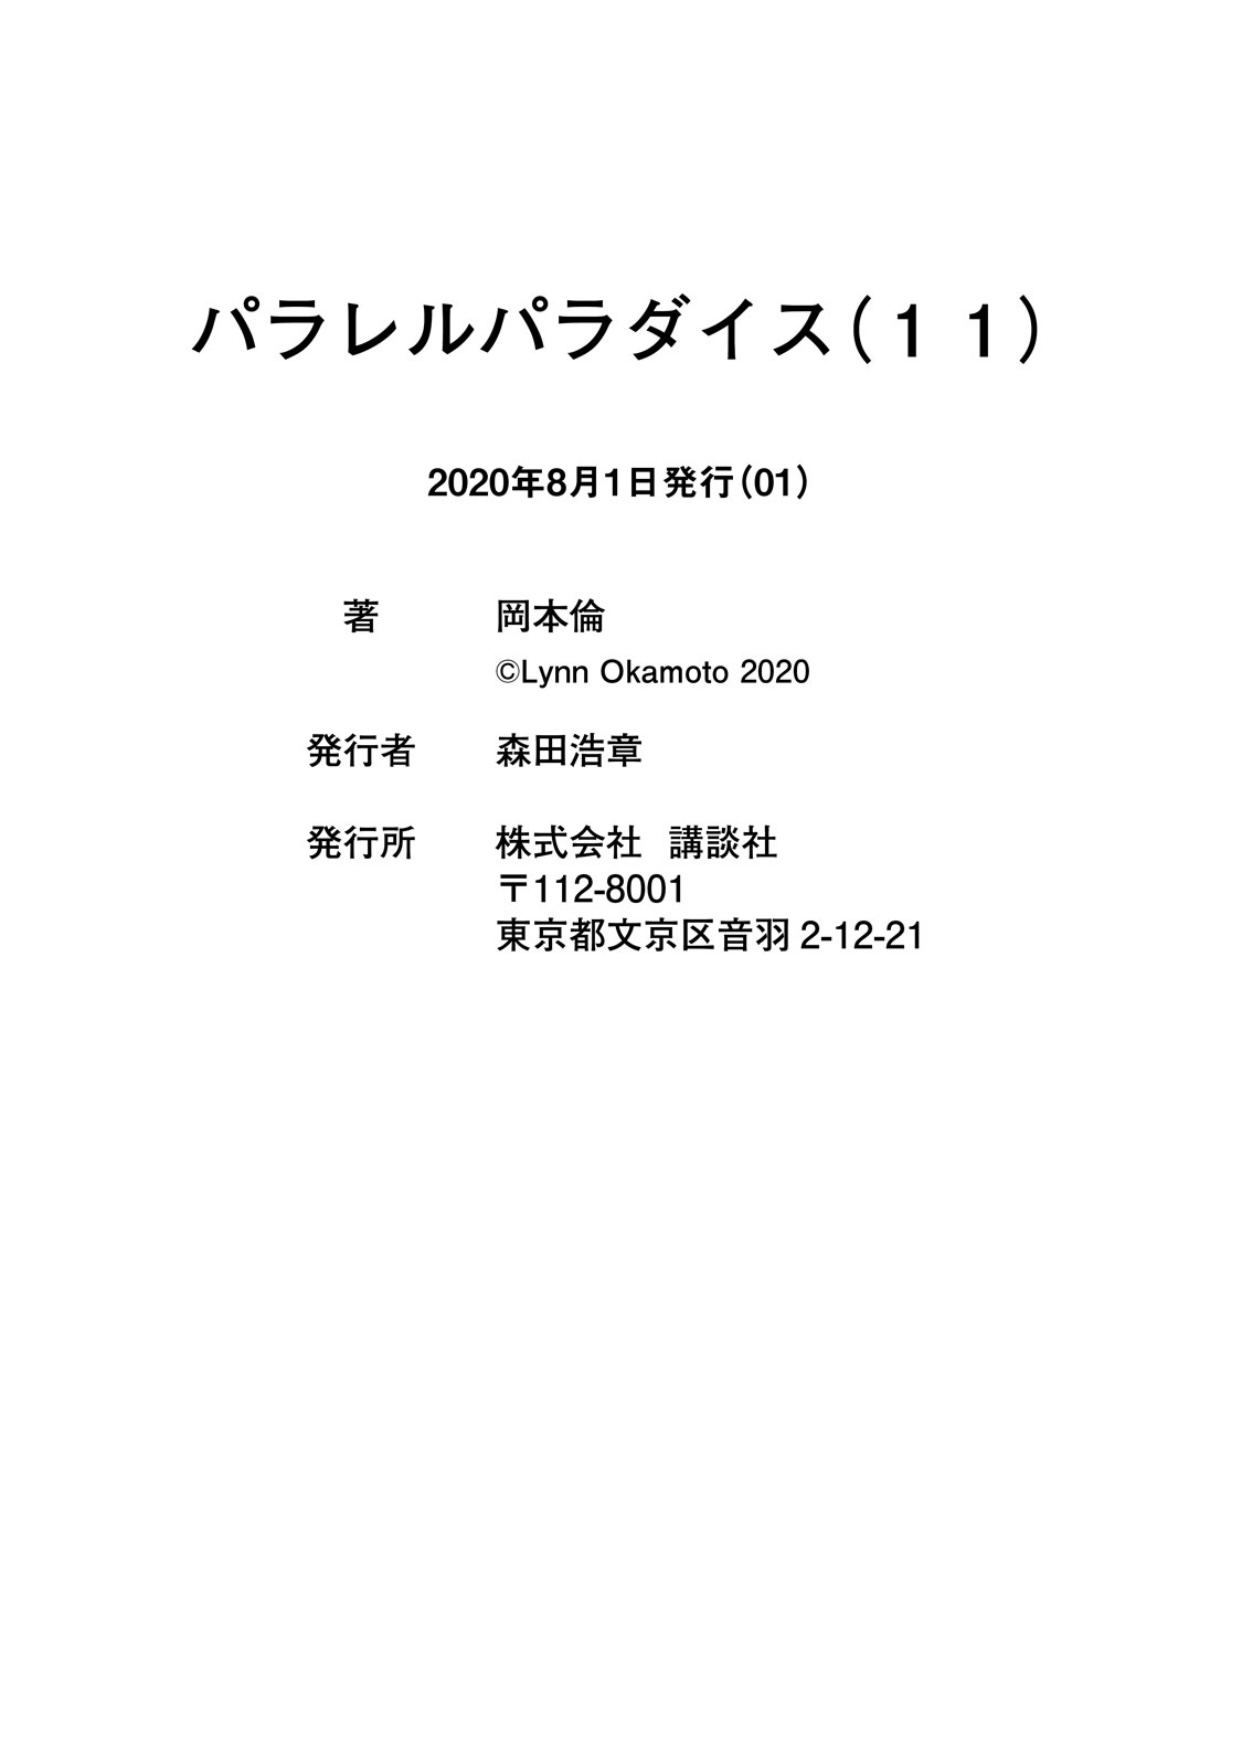 パラレルパラダイス(１１)
2020年8月1日発行(01)
著 岡本倫
©Lynn Okamoto 2020
発行者 森田浩章
発行所 株式会社 講談社
〒112-8001
東京都文京区音羽 2-12-21